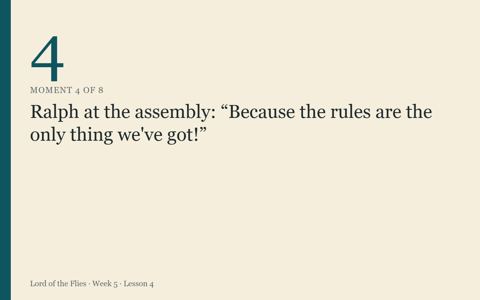 4
MOMENT 4 OF 8
Ralph at the assembly: “Because the rules are the
only thing we've got!”
Lord of the Flies · Week 5 · Lesson 4